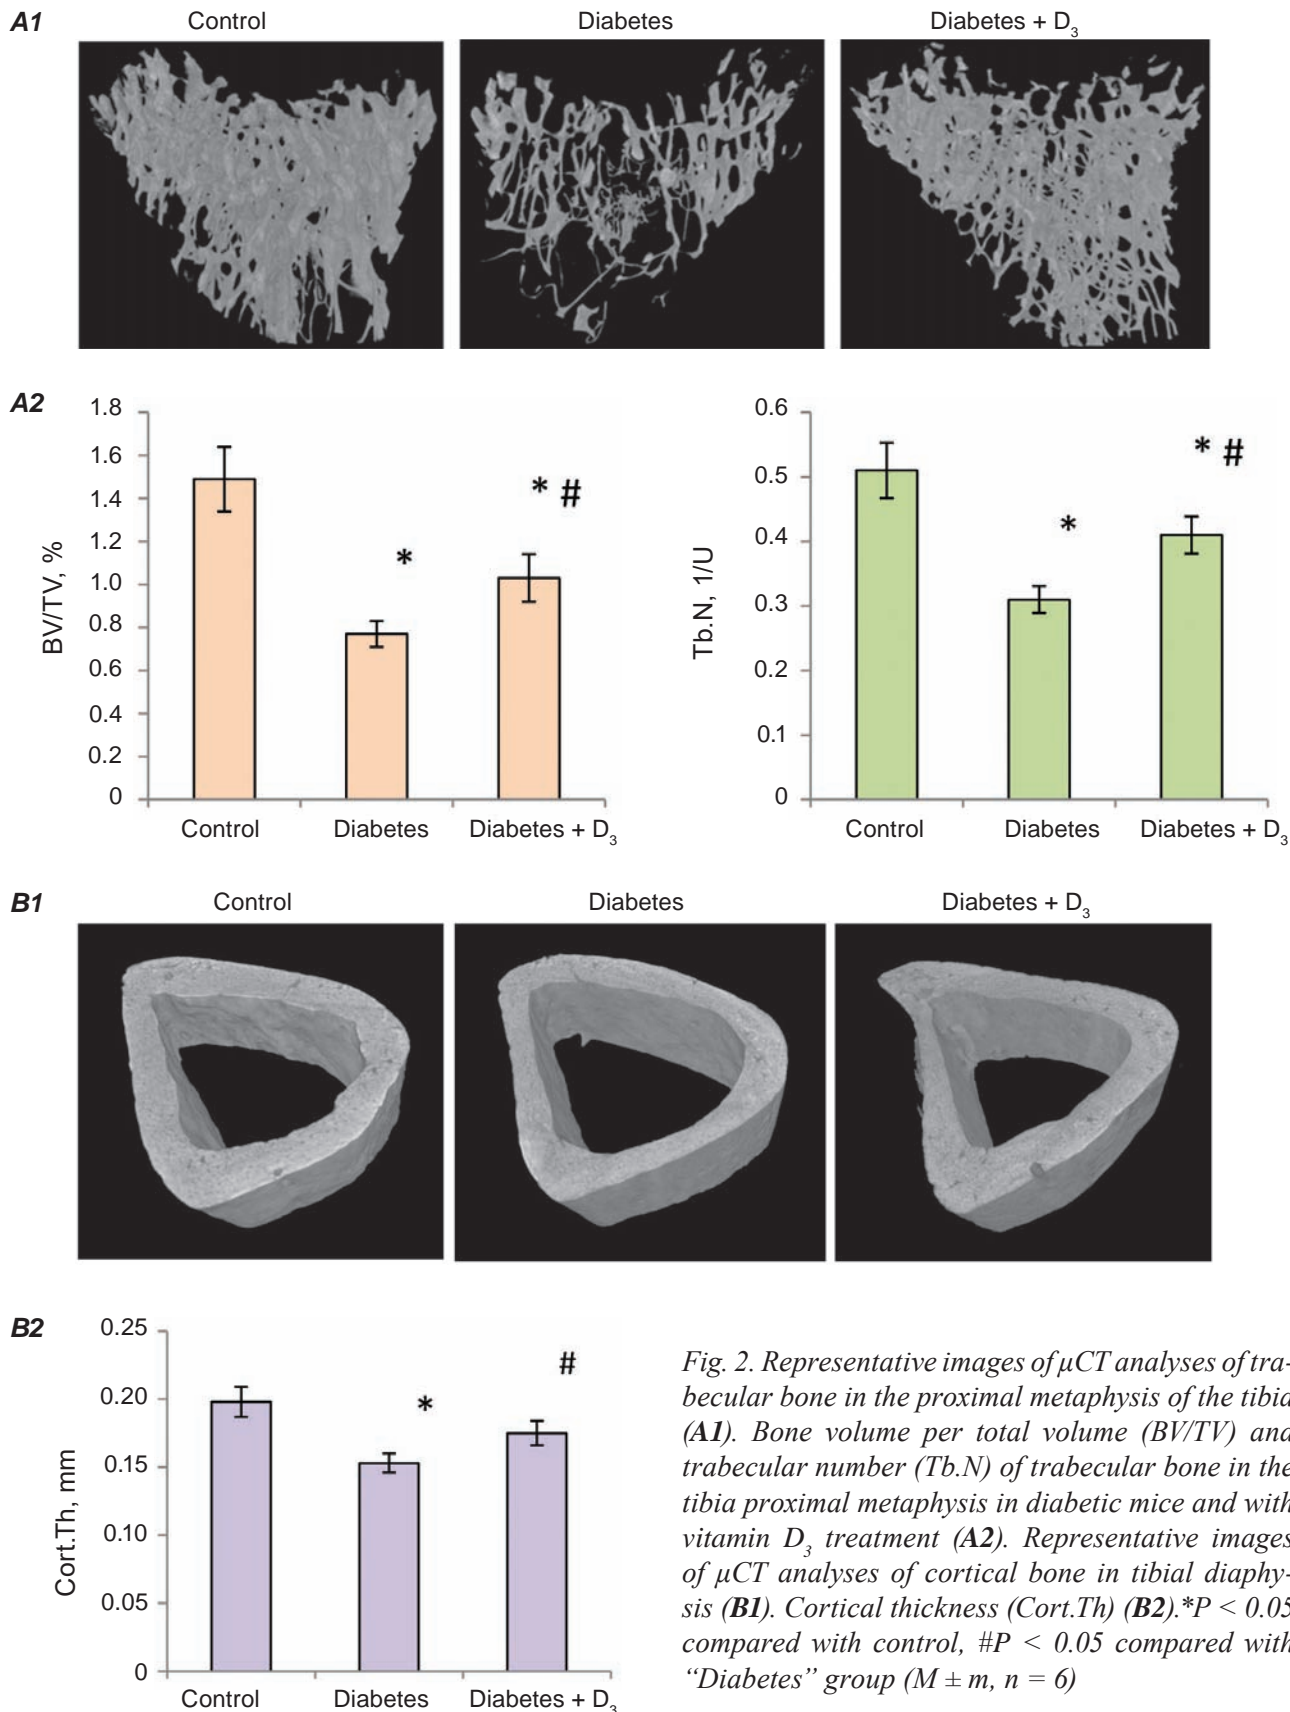 A1
Control
Diabetes
Diabetes + D₃
A2
1.8
1.6
1.4
1.2
1.0
0.8
0.6
0.4
0.2
0
BV/TV, %
* 
* #
Control
Diabetes
Diabetes + D₃
0.6
0.5
0.4
0.3
0.2
0.1
0
Tb.N, 1/U
*
* #
Control
Diabetes
Diabetes + D₃
B1
Control
Diabetes
Diabetes + D₃
B2
0.25
0.20
0.15
0.10
0.05
0
Cort.Th, mm
*
#
Control
Diabetes
Diabetes + D₃
Fig. 2. Representative images of µCT analyses of tra-
becular bone in the proximal metaphysis of the tibia
(A1). Bone volume per total volume (BV/TV) and
trabecular number (Tb.N) of trabecular bone in the
tibia proximal metaphysis in diabetic mice and with
vitamin D₃ treatment (A2). Representative images
of µCT analyses of cortical bone in tibial diaphy-
sis (B1). Cortical thickness (Cort.Th) (B2).*P < 0.05
compared with control, #P < 0.05 compared with
“Diabetes” group (M ± m, n = 6)